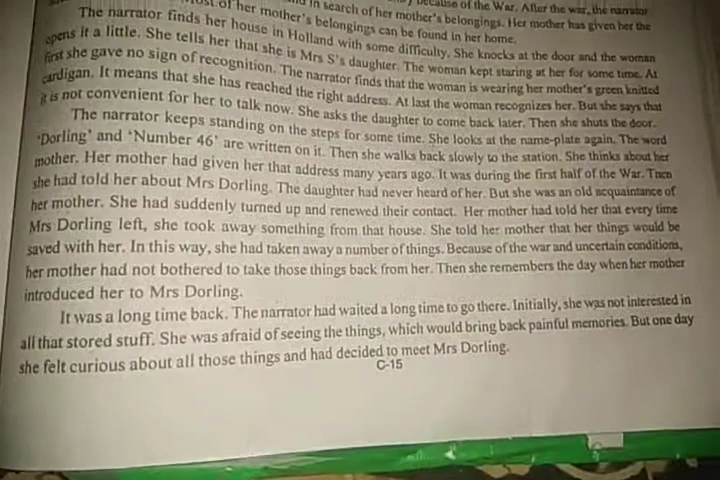 because of the War. After the war, the narrator
in search of her mother's belongings. Her mother has given her the
of her mother's belongings can be found in her home.
The narrator finds her house in Holland with some difficulty. She knocks at the door and the woman
opens it a little. She tells her that she is Mrs S's daughter. The woman kept staring at her for some time. At
first she gave no sign of recognition. The narrator finds that the woman is wearing her mother's green knitted
cardigan. It means that she has reached the right address. At last the woman recognizes her. But she says that
it is not convenient for her to talk now. She asks the daughter to come back later. Then she shuts the door.
The narrator keeps standing on the steps for some time. She looks at the name-plate again. The word
'Dorling' and 'Number 46' are written on it. Then she walks back slowly to the station. She thinks about her
mother. Her mother had given her that address many years ago. It was during the first half of the War. Then
she had told her about Mrs Dorling. The daughter had never heard of her. But she was an old acquaintance of
her mother. She had suddenly turned up and renewed their contact. Her mother had told her that every time
Mrs Dorling left, she took away something from that house. She told her mother that her things would be
saved with her. In this way, she had taken away a number of things. Because of the war and uncertain conditions,
her mother had not bothered to take those things back from her. Then she remembers the day when her mother
introduced her to Mrs Dorling.
It was a long time back. The narrator had waited a long time to go there. Initially, she was not interested in
all that stored stuff. She was afraid of seeing the things, which would bring back painful memories. But one day
she felt curious about all those things and had decided to meet Mrs Dorling.
C-15